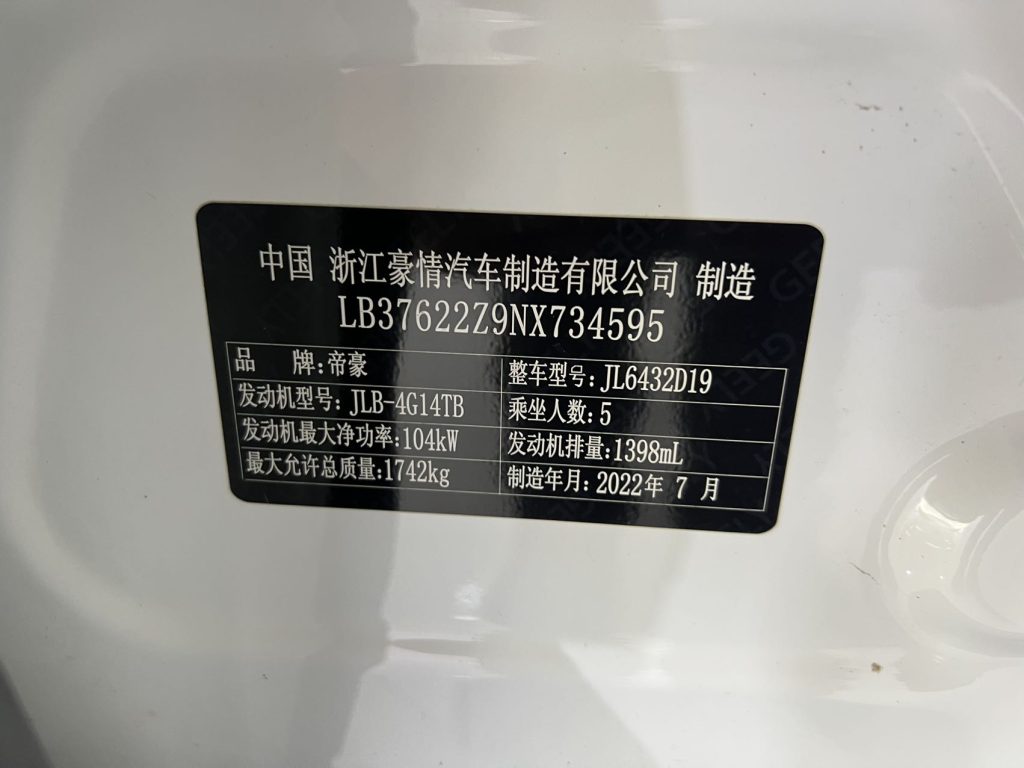 中国 浙江豪情汽车制造有限公司 制造
LB37622Z9NX734595
品 牌:帝豪 整车型号:JL6432D19
发动机型号:JLB-4G14TB 乘坐人数:5
发动机最大净功率:104kW 发动机排量:1398mL
最大允许总质量:1742kg 制造年月:2022年 7 月